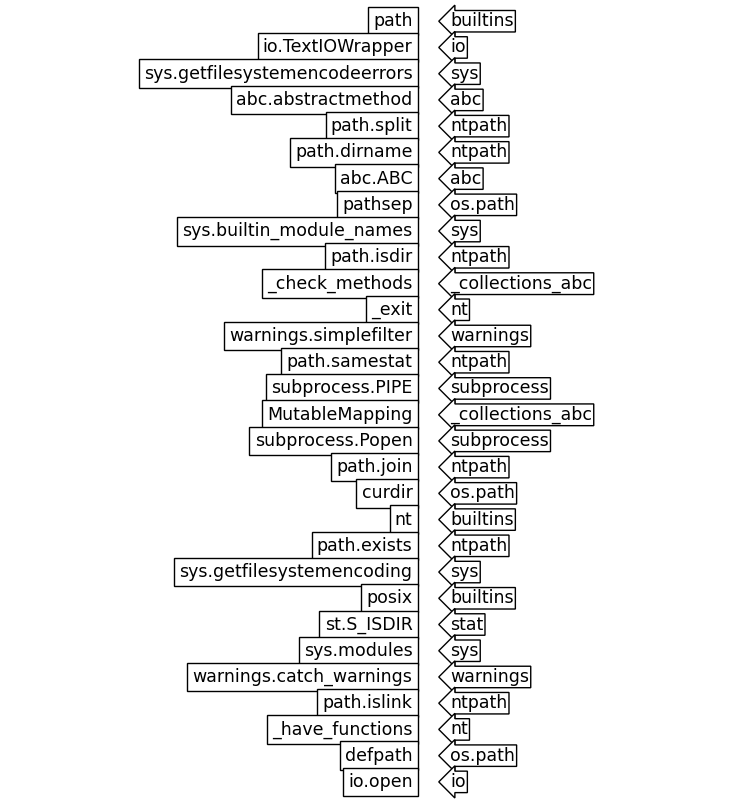 path builtins
io.TextIOWrapper io
sys.getfilesystemencodeerrors sys
abc.abstractmethod abc
path.split ntpath
path.dirname ntpath
abc.ABC abc
pathsep os.path
sys.builtin_module_names sys
path.isdir ntpath
_check_methods _collections_abc
_exit nt
warnings.simplefilter warnings
path.samestat ntpath
subprocess.PIPE subprocess
MutableMapping _collections_abc
subprocess.Popen subprocess
path.join ntpath
curdir os.path
nt builtins
path.exists ntpath
sys.getfilesystemencoding sys
posix builtins
st.S_ISDIR stat
sys.modules sys
warnings.catch_warnings warnings
path.islink ntpath
_have_functions nt
defpath os.path
io.open io